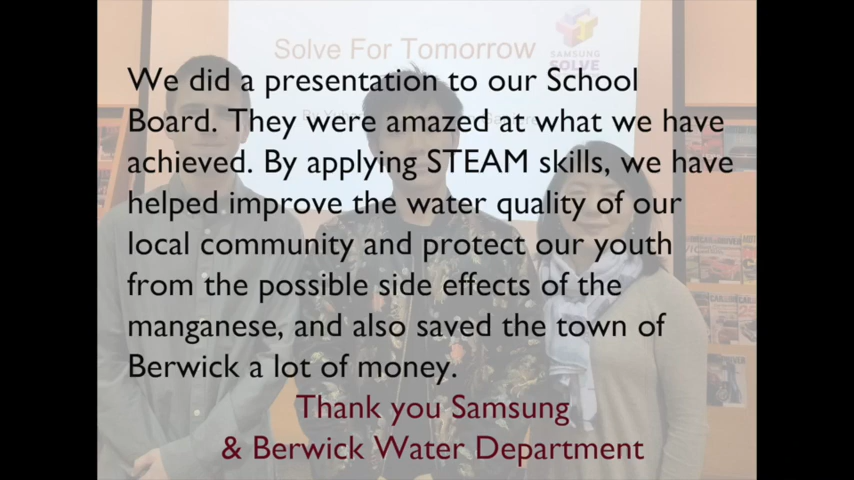 Solve For Tomorrow
SAMSUNG
SOLVE
We did a presentation to our School
Board. They were amazed at what we have
achieved. By applying STEAM skills, we have
helped improve the water quality of our
local community and protect our youth
from the possible side effects of the
manganese, and also saved the town of
Berwick a lot of money.
Thank you Samsung
& Berwick Water Department